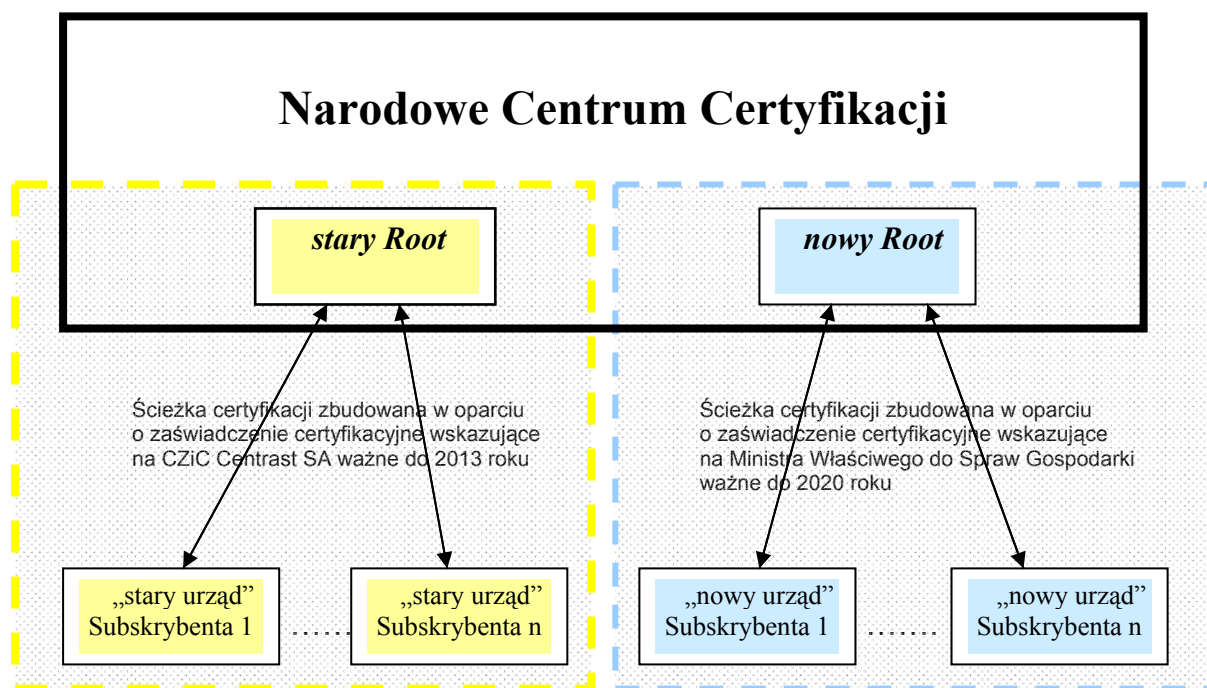 Narodowe Centrum Certyfikacji
stary Root
nowy Root
Ścieżka certyfikacji zbudowana w oparciu
o zaświadczenie certyfikacyjne wskazujące
na CZiC Centrast SA ważne do 2013 roku
Ścieżka certyfikacji zbudowana w oparciu
o zaświadczenie certyfikacyjne wskazujące
na Ministra Właściwego do Spraw Gospodarki
ważne do 2020 roku
„stary urząd”
Subskrybenta 1
......
„stary urząd”
Subskrybenta n
„nowy urząd”
Subskrybenta 1
........
„nowy urząd”
Subskrybenta n